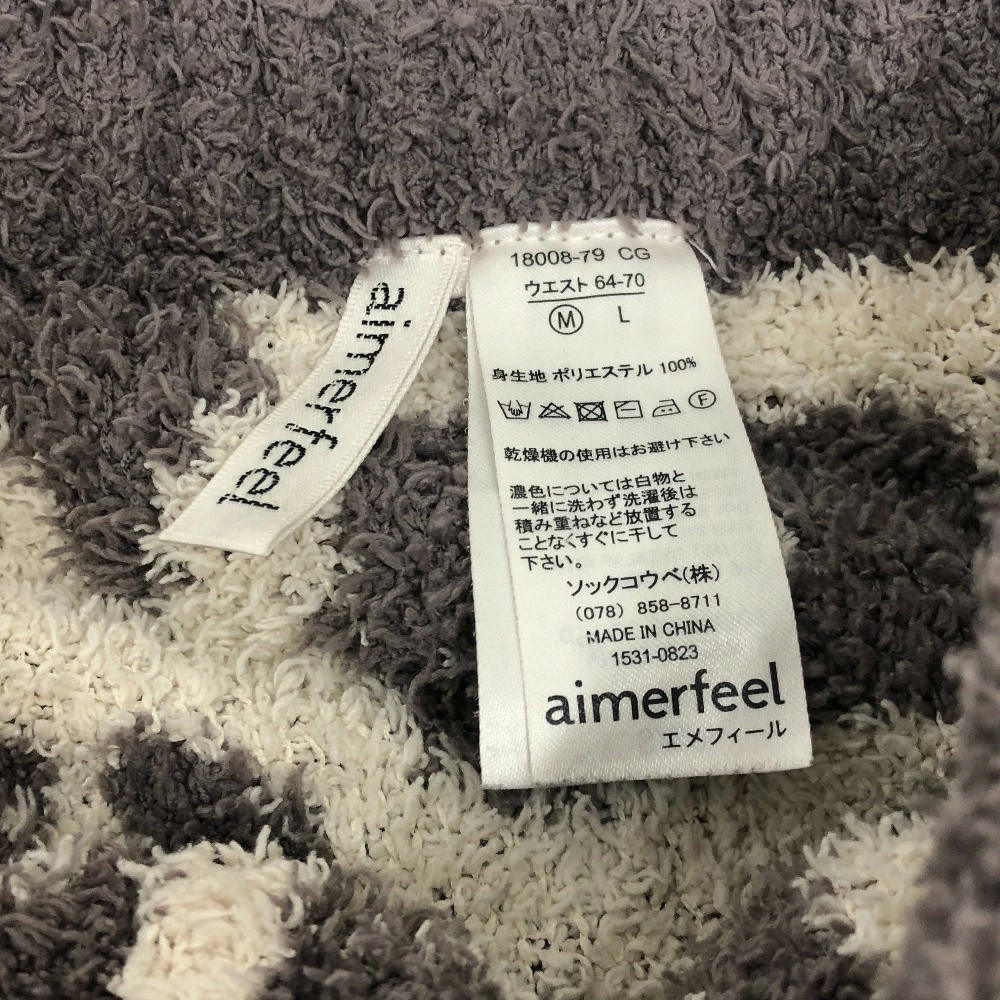 aimerfeel
18008-79 CG
ウエスト 64-70
M L
身生地 ポリエステル 100%
F
乾燥機の使用はお避け下さい
濃色については白物と
一緒に洗わず洗濯後は
積み重ねなど放置する
ことなくすぐに干して
下さい。
ソックコウベ(株)
(078) 858-8711
MADE IN CHINA
1531-0823
aimerfeel
エメフィール